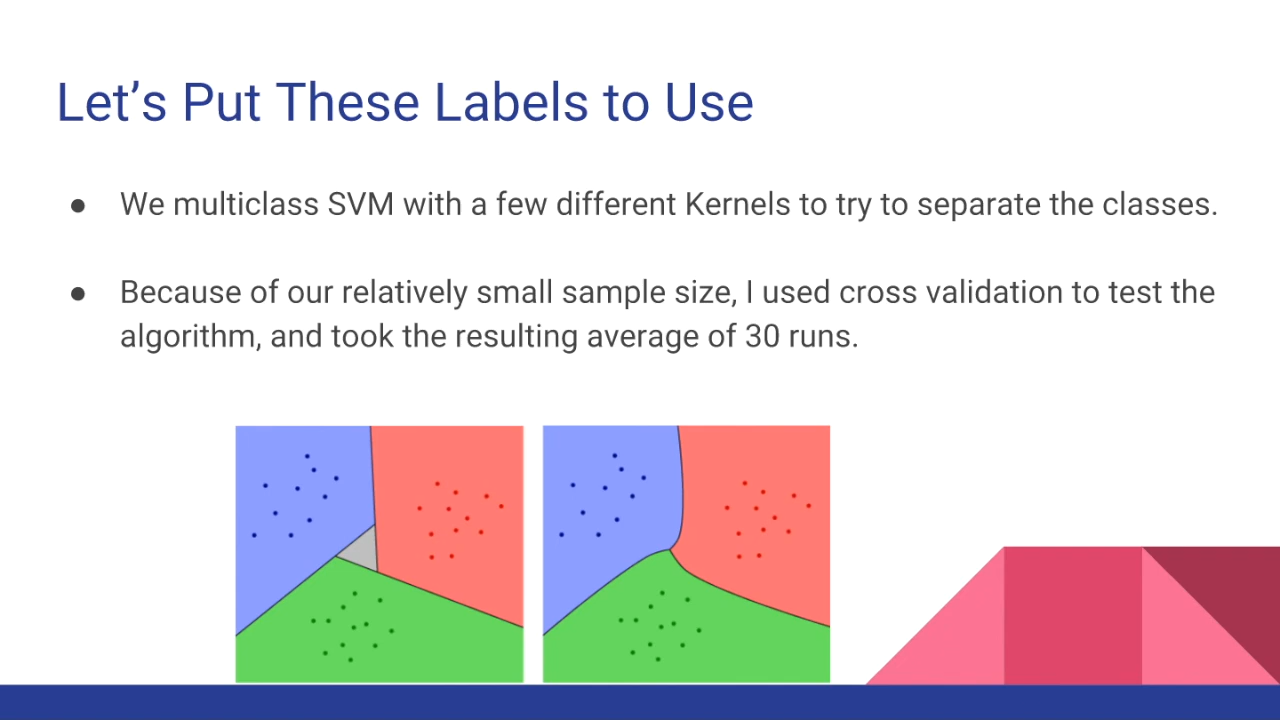 Let’s Put These Labels to Use
● We multiclass SVM with a few different Kernels to try to separate the classes.
● Because of our relatively small sample size, I used cross validation to test the
algorithm, and took the resulting average of 30 runs.